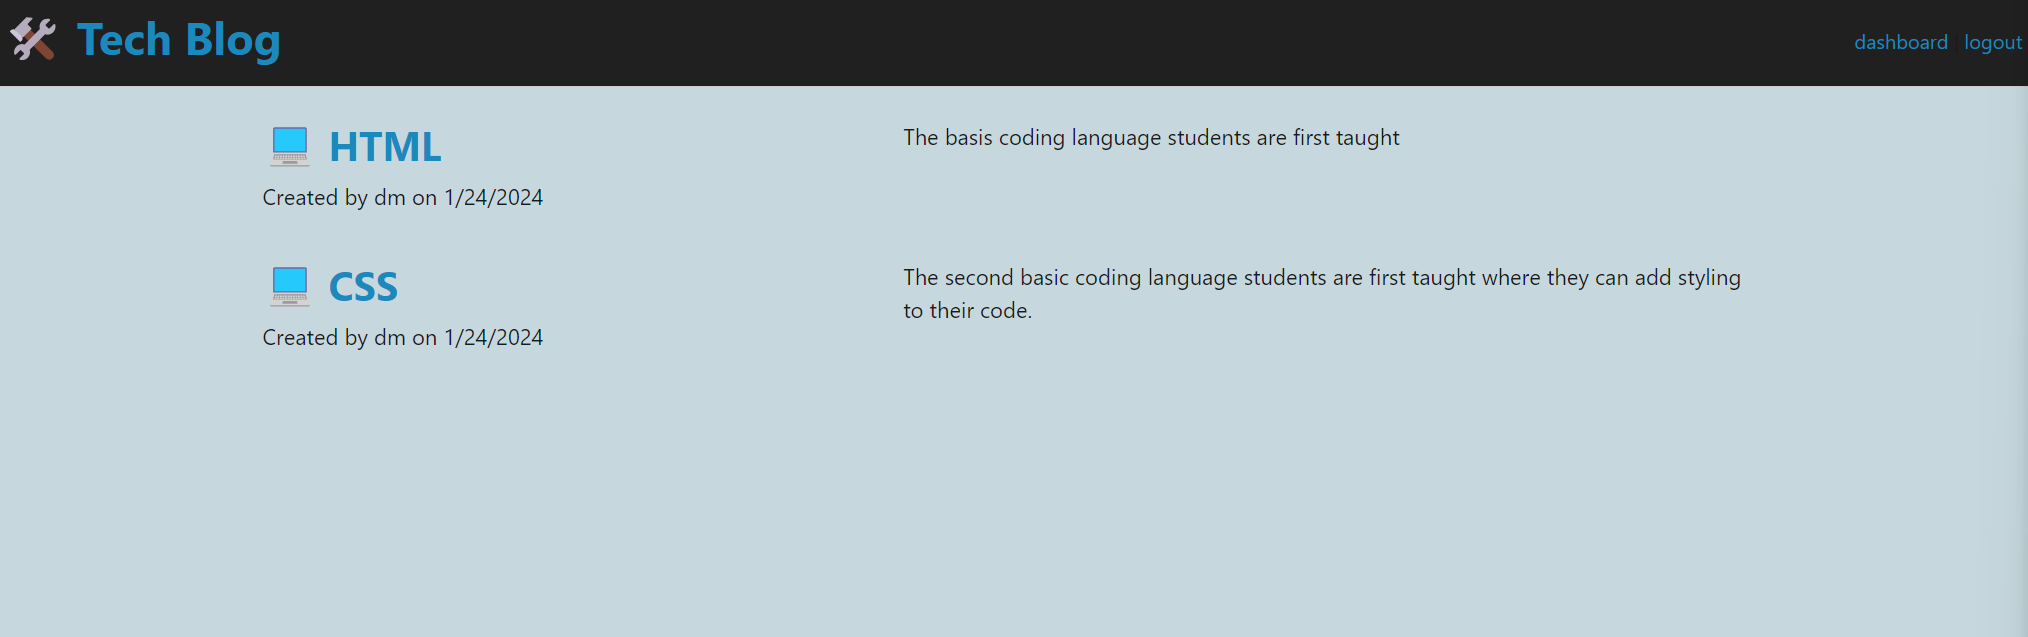 Tech Blog
dashboard logout
HTML
The basis coding language students are first taught
Created by dm on 1/24/2024
CSS
The second basic coding language students are first taught where they can add styling
to their code.
Created by dm on 1/24/2024